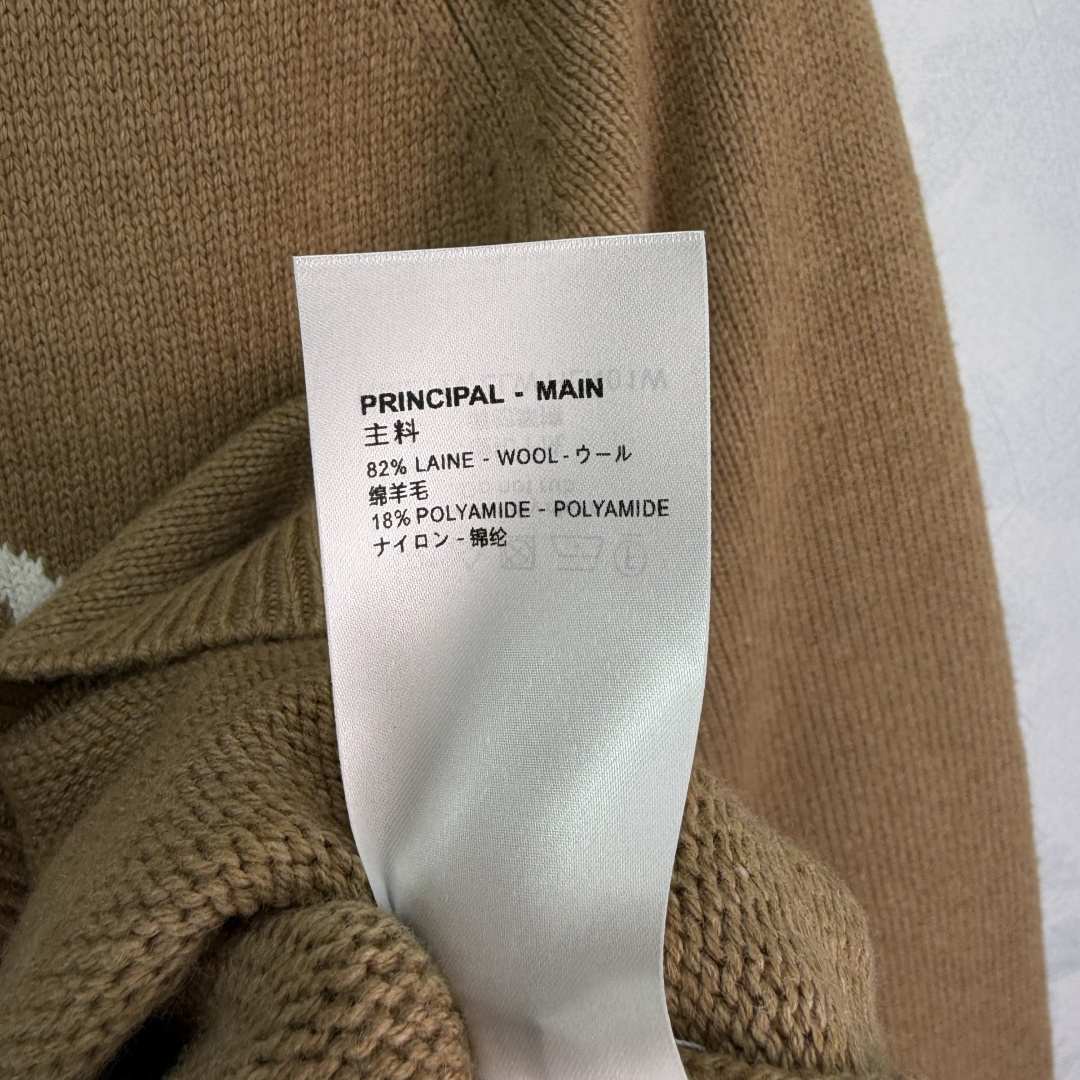 PRINCIPAL - MAIN
主料
82% LAINE - WOOL - ウール
绵羊毛
18% POLYAMIDE - POLYAMIDE
ナイロン - 锦纶